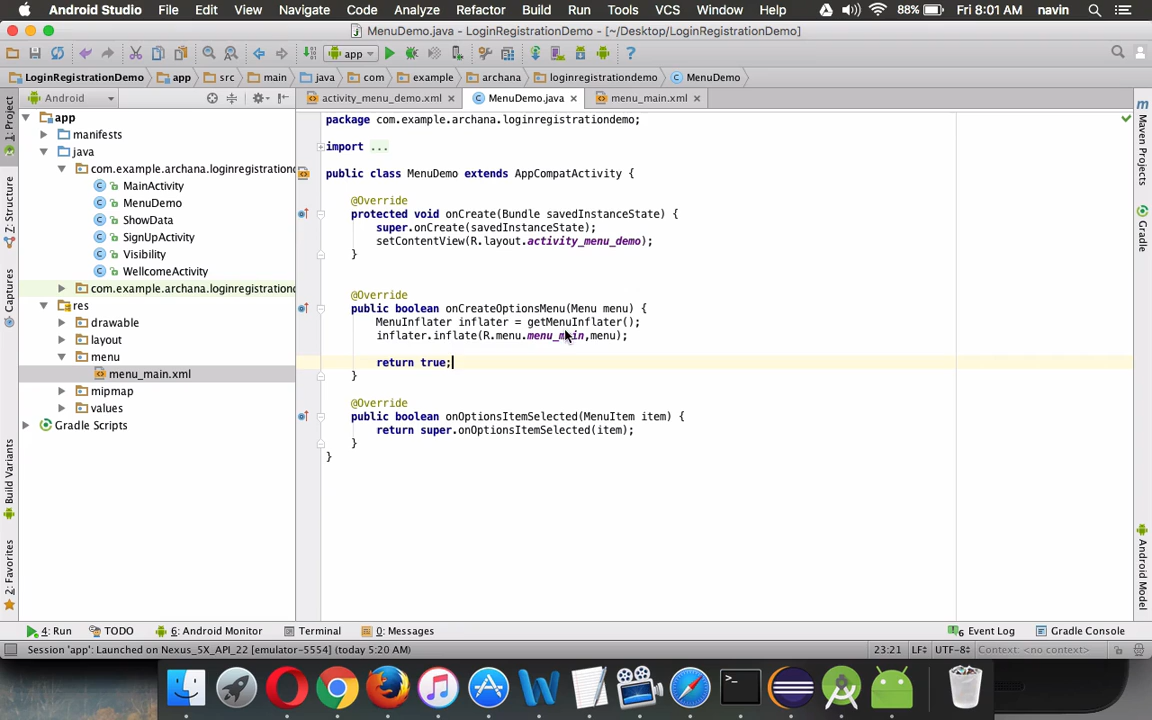 Android Studio File Edit View Navigate Code Analyze Refactor Build Run Tools VCS Window Help 88% Fri 8:01 AM navin
MenuDemo.java - LoginRegistrationDemo - [~/Desktop/LoginRegistrationDemo]
app
LoginRegistrationDemo app src main java com example archana loginregistrationdemo MenuDemo
Android activity_menu_demo.xml MenuDemo.java menu_main.xml
app
manifests
java
com.example.archana.loginregistrationd
MainActivity
MenuDemo
ShowData
SignUpActivity
Visibility
WellcomeActivity
com.example.archana.loginregistrationd
res
drawable
layout
menu
menu_main.xml
mipmap
values
Gradle Scripts
package com.example.archana.loginregistrationdemo;
import ...
public class MenuDemo extends AppCompatActivity {
@Override
protected void onCreate(Bundle savedInstanceState) {
super.onCreate(savedInstanceState);
setContentView(R.layout.activity_menu_demo);
}
@Override
public boolean onCreateOptionsMenu(Menu menu) {
MenuInflater inflater = getMenuInflater();
inflater.inflate(R.menu.menu_main,menu);
return true;
}
@Override
public boolean onOptionsItemSelected(MenuItem item) {
return super.onOptionsItemSelected(item);
}
}
1: Project
Z: Structure
Captures
Build Variants
2: Favorites
Maven Projects
Gradle
Android Model
4: Run TODO 6: Android Monitor Terminal 0: Messages 6 Event Log Gradle Console
Session 'app': Launched on Nexus_5X_API_22 [emulator-5554] (today 5:20 AM) 23:21 LF÷ UTF-8÷ Context: <no context>